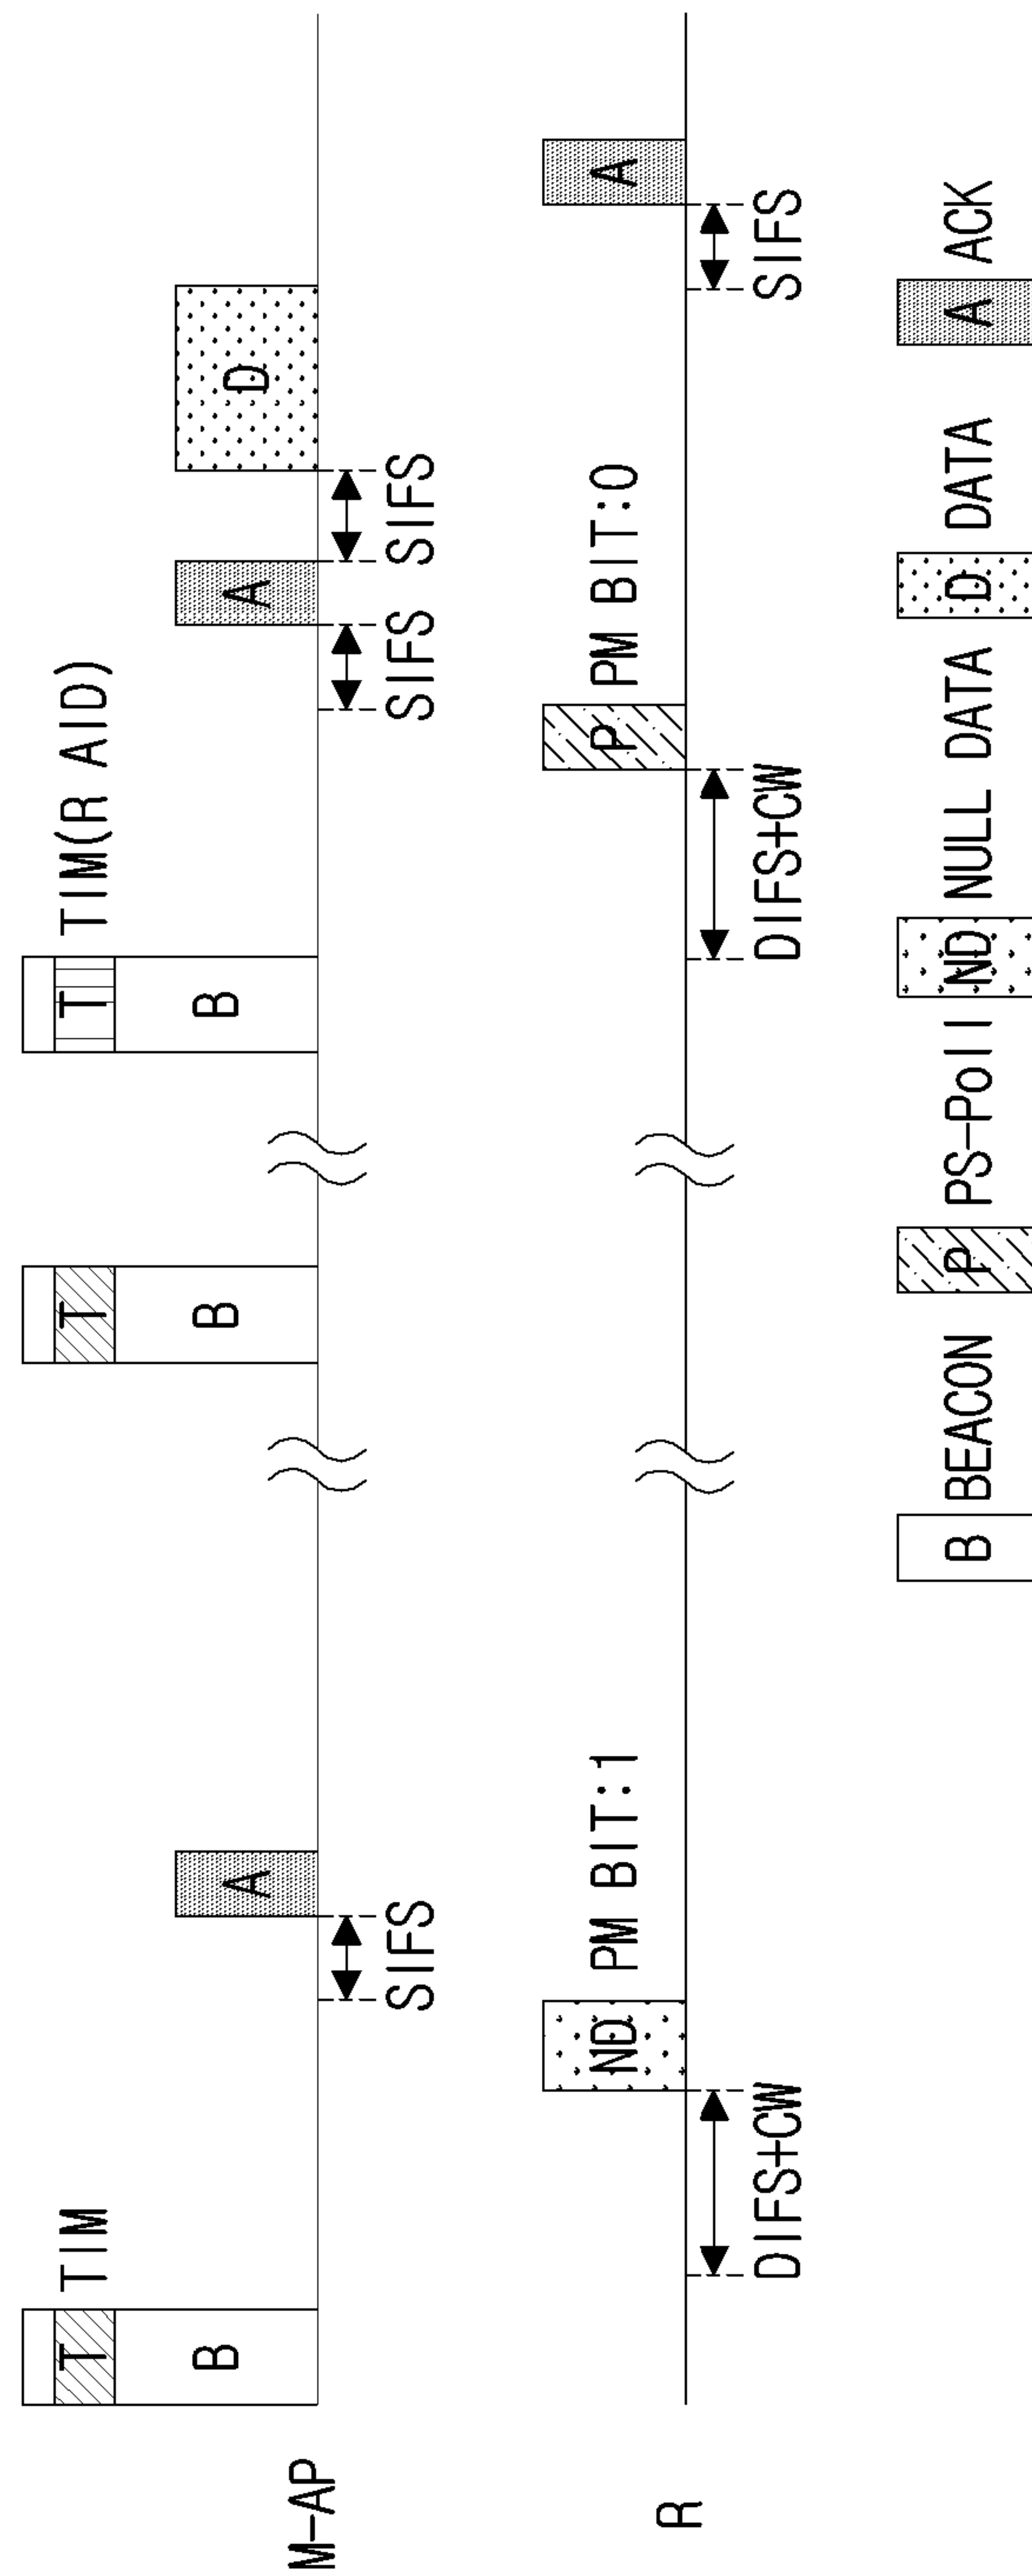 TIM
TIM(R AID)
T
T
T
B
B
B
A
A
D
M-AP
SIFS
SIFS
SIFS
ND
PM BIT:1
P
PM BIT:0
A
R
DIFS+CW
DIFS+CW
SIFS
B BEACON
P PS-Poll
ND NULL DATA
D DATA
A ACK